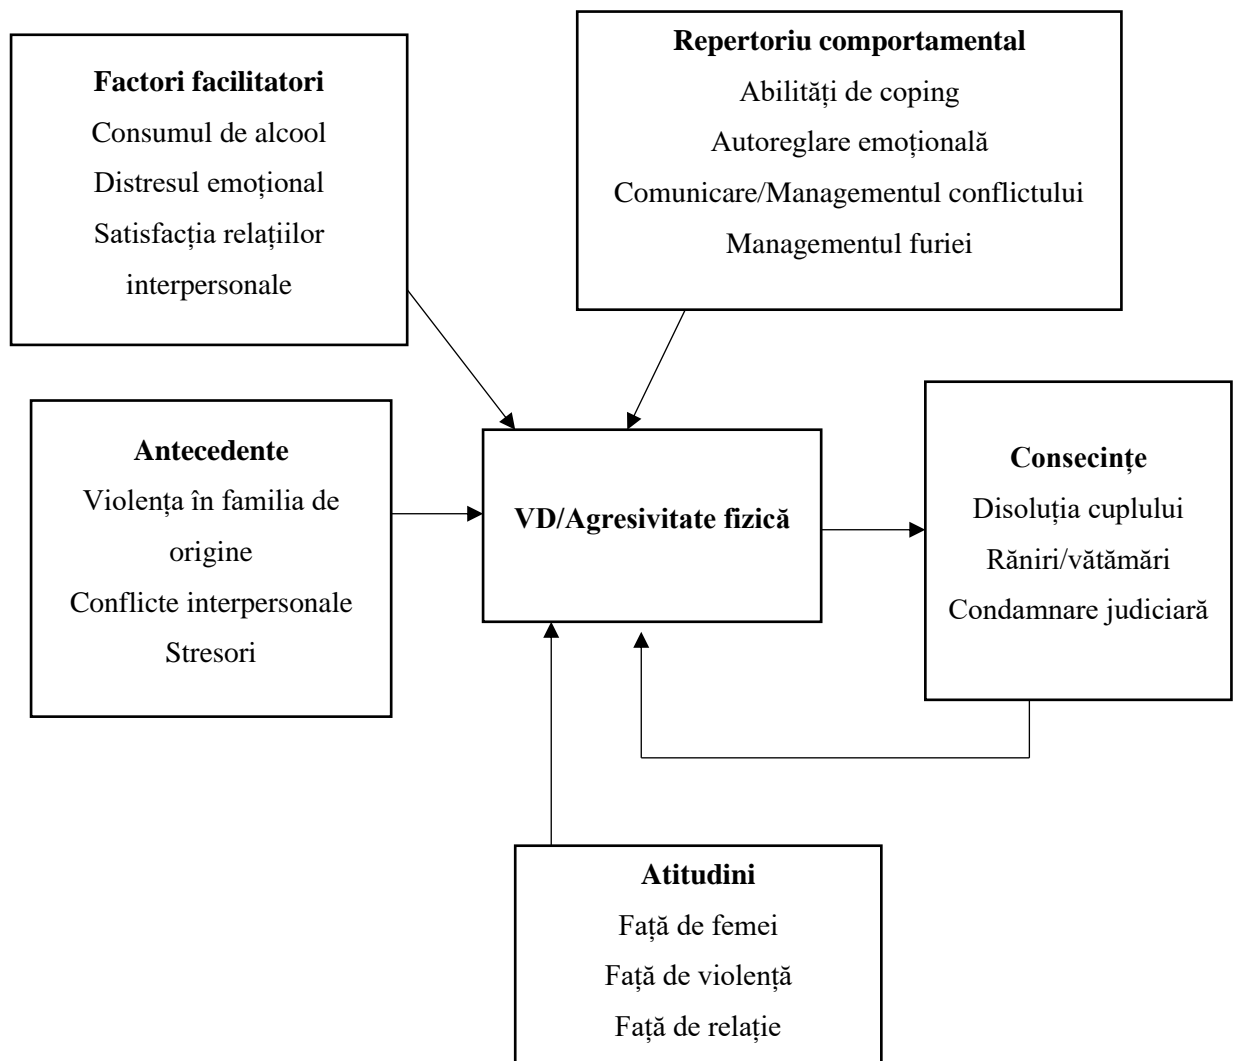 Factori facilitatori
Consumul de alcool
Distresul emoțional
Satisfacția relațiilor
interpersonale
Repertoriu comportamental
Abilități de coping
Autoreglare emoțională
Comunicare/Managementul conflictului
Managementul furiei
Antecedente
Violența în familia de
origine
Conflicte interpersonale
Stresori
VD/Agresivitate fizică
Consecințe
Disoluția cuplului
Răniri/vătămări
Condamnare judiciară
Atitudini
Față de femei
Față de violență
Față de relație